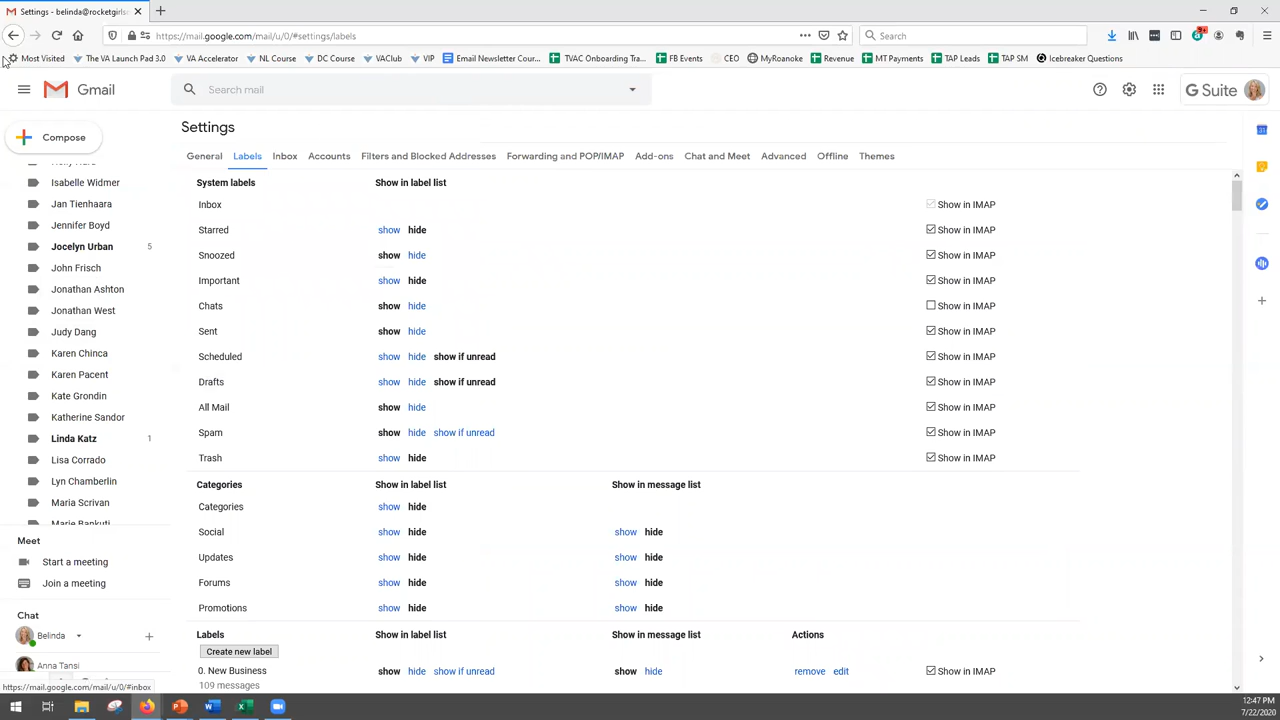 Settings - belinda@rocketgirls
https://mail.google.com/mail/u/0/#settings/labels
Search
Most Visited
The VA Launch Pad 3.0
VA Accelerator
NL Course
DC Course
VAClub
VIP
Email Newsletter Cour...
TVAC Onboarding Tra...
FB Events
CEO
MyRoanoke
Revenue
MT Payments
TAP Leads
TAP SM
Icebreaker Questions
Gmail
Search mail
G Suite
Compose
Settings
General Labels Inbox Accounts Filters and Blocked Addresses Forwarding and POP/IMAP Add-ons Chat and Meet Advanced Offline Themes
Isabelle Widmer
Jan Tienhaara
Jennifer Boyd
Jocelyn Urban 5
John Frisch
Jonathan Ashton
Jonathan West
Judy Dang
Karen Chinca
Karen Pacent
Kate Grondin
Katherine Sandor
Linda Katz 1
Lisa Corrado
Lyn Chamberlin
Maria Scrivan
Meet
Start a meeting
Join a meeting
Chat
Belinda
Anna Tansi
https://mail.google.com/mail/u/0/#inbox
System labels Show in label list
Inbox Show in IMAP
Starred show hide Show in IMAP
Snoozed show hide Show in IMAP
Important show hide Show in IMAP
Chats show hide Show in IMAP
Sent show hide Show in IMAP
Scheduled show hide show if unread Show in IMAP
Drafts show hide show if unread Show in IMAP
All Mail show hide Show in IMAP
Spam show hide show if unread Show in IMAP
Trash show hide Show in IMAP
Categories Show in label list Show in message list
Categories show hide
Social show hide show hide
Updates show hide show hide
Forums show hide show hide
Promotions show hide show hide
Labels Show in label list Show in message list Actions
Create new label
0. New Business show hide show if unread show hide remove edit Show in IMAP
109 messages
12:47 PM
7/22/2020